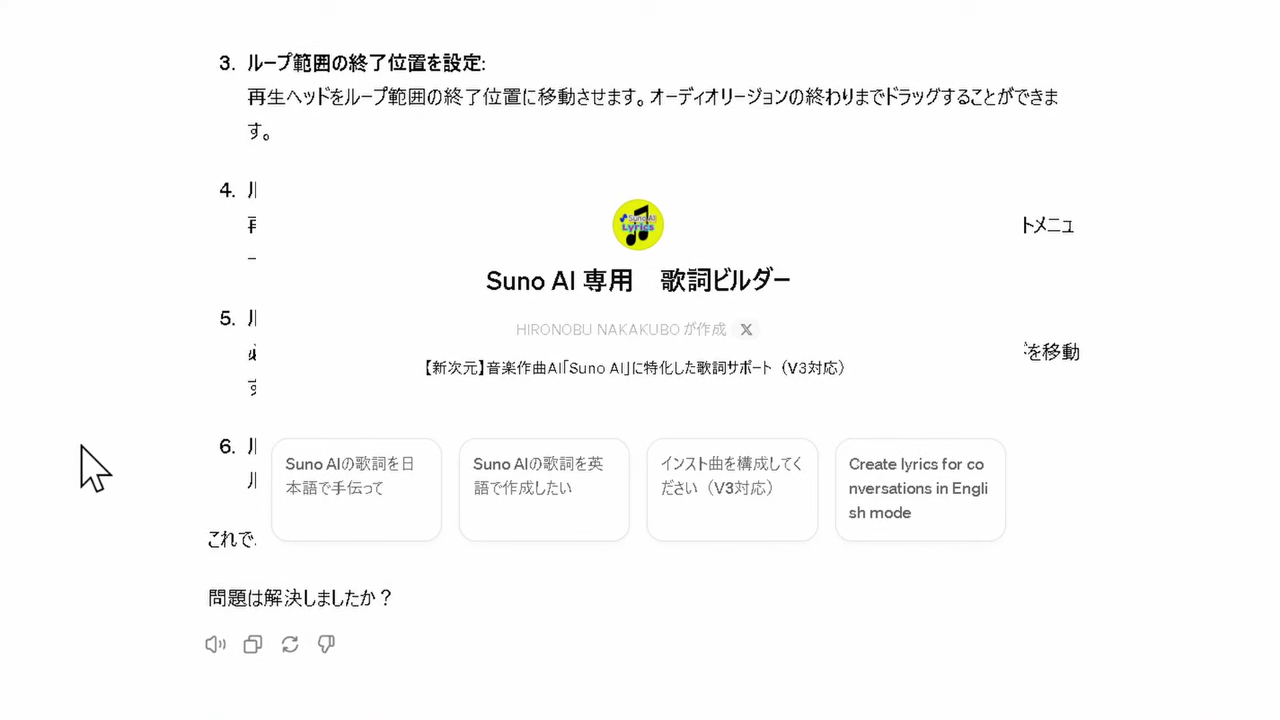 3. ループ範囲の終了位置を設定:
再生ヘッドをループ範囲の終了位置に移動させます。オーディオリージョンの終わりまでドラッグすることができま
す。
4.
トメニュ
ー
Suno AI
Lyrics
Suno AI 専用　歌詞ビルダー
5.
HIRONOBU NAKAKUBO が作成
を移動
【新次元】音楽作曲AI「Suno AI」に特化した歌詞サポート（V3対応）
す
6.
Suno AIの歌詞を日
本語で手伝って
Suno AIの歌詞を英
語で作成したい
インスト曲を構成してく
ださい（V3対応）
Create lyrics for co
nversations in Engli
sh mode
これで
問題は解決しましたか？